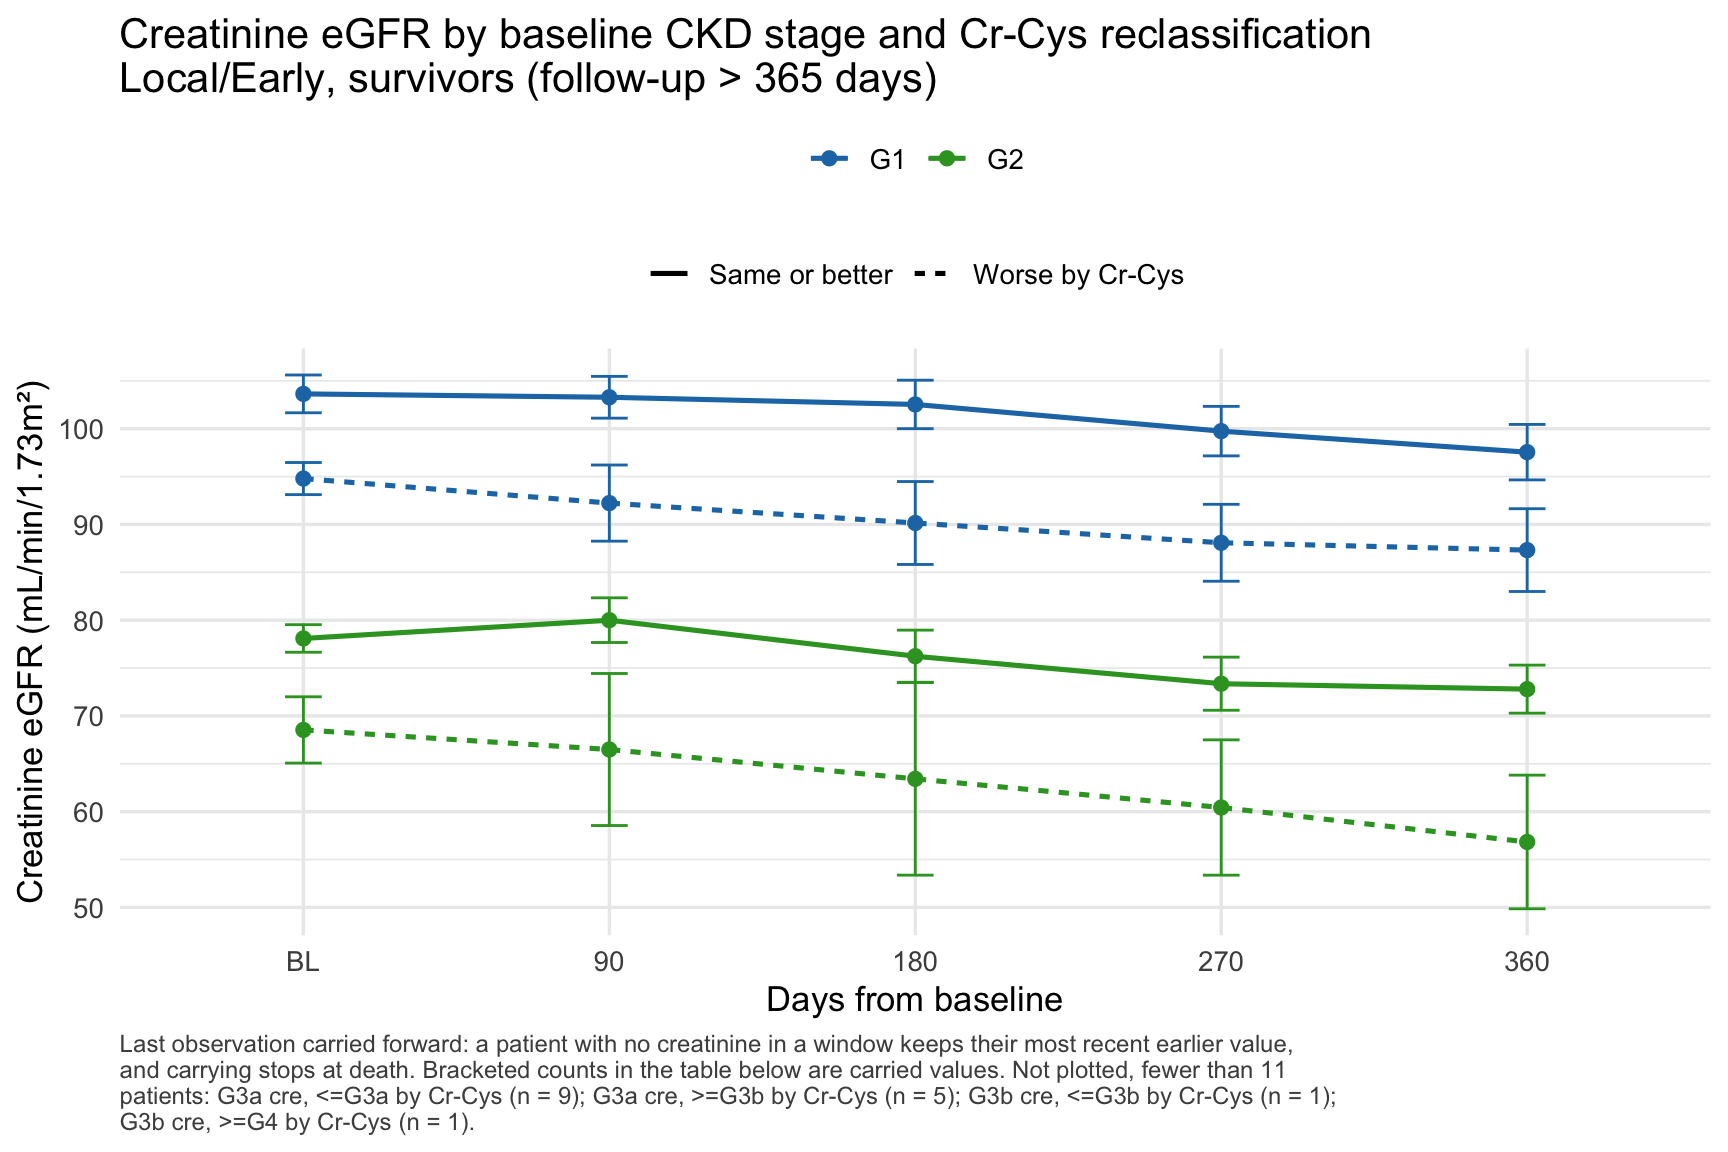 Creatinine eGFR by baseline CKD stage and Cr-Cys reclassification
Local/Early, survivors (follow-up > 365 days)
G1 G2
Same or better Worse by Cr-Cys
Creatinine eGFR (mL/min/1.73m²)
100
90
80
70
60
50
BL 90 180 270 360
Days from baseline
Last observation carried forward: a patient with no creatinine in a window keeps their most recent earlier value,
and carrying stops at death. Bracketed counts in the table below are carried values. Not plotted, fewer than 11
patients: G3a cre, <=G3a by Cr-Cys (n = 9); G3a cre, >=G3b by Cr-Cys (n = 5); G3b cre, <=G3b by Cr-Cys (n = 1);
G3b cre, >=G4 by Cr-Cys (n = 1).